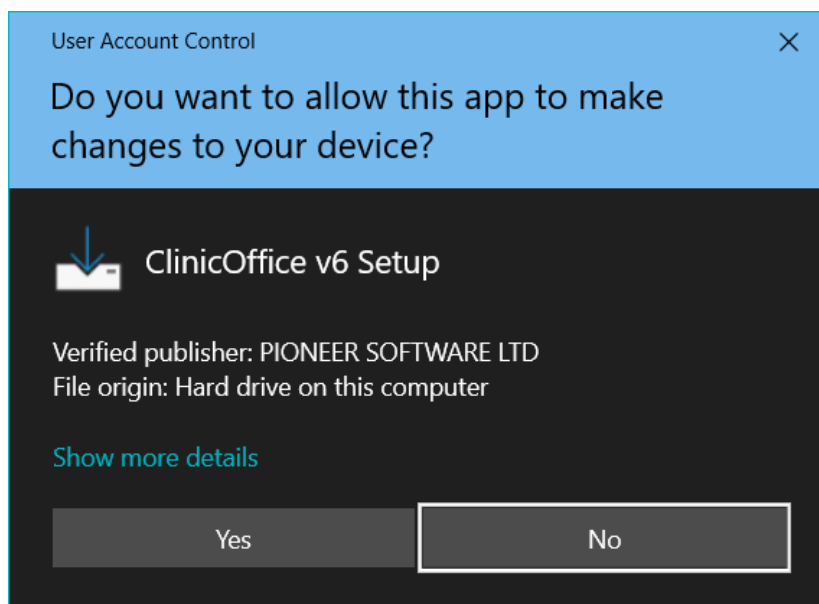 User Account Control
Do you want to allow this app to make
changes to your device?
ClinicOffice v6 Setup
Verified publisher: PIONEER SOFTWARE LTD
File origin: Hard drive on this computer
Show more details
Yes
No